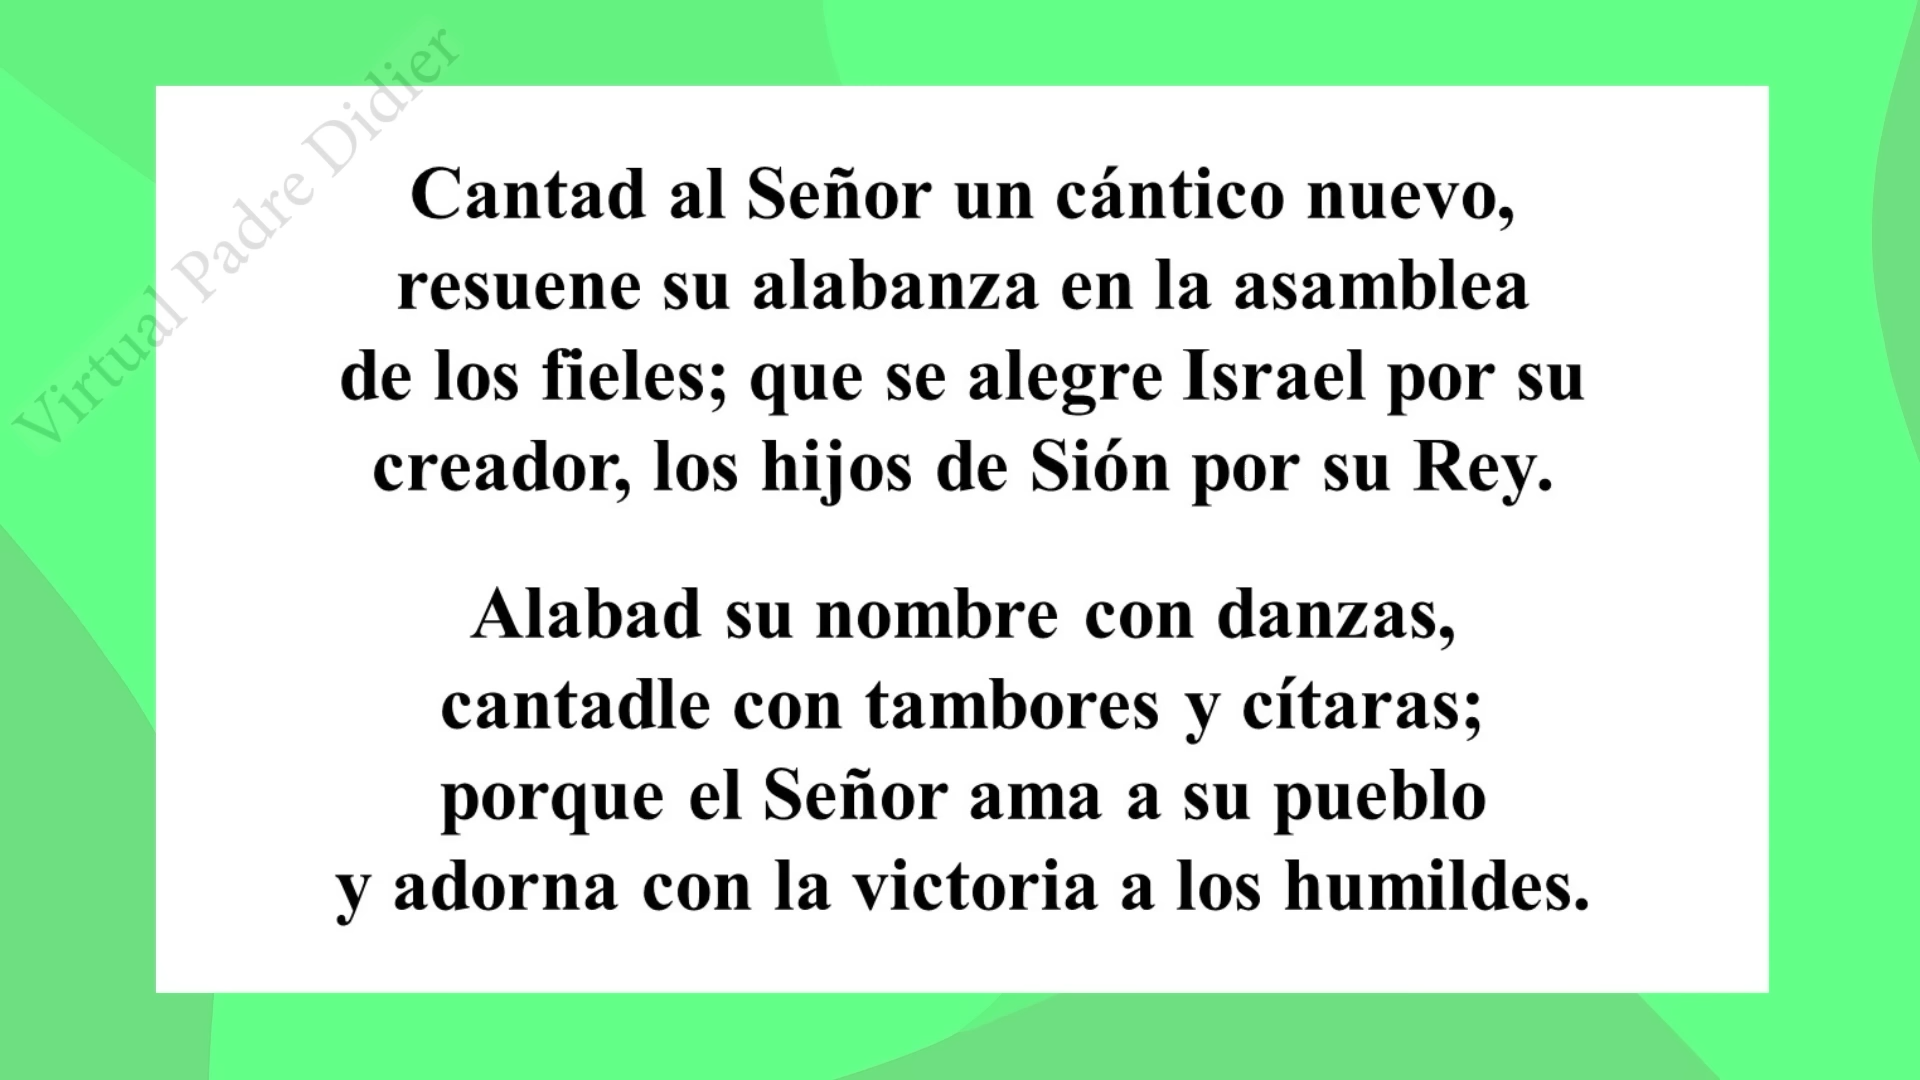 Virtual Padre Didier
Cantad al Señor un cántico nuevo,
resuene su alabanza en la asamblea
de los fieles; que se alegre Israel por su
creador, los hijos de Sión por su Rey.
Alabad su nombre con danzas,
cantadle con tambores y cítaras;
porque el Señor ama a su pueblo
y adorna con la victoria a los humildes.